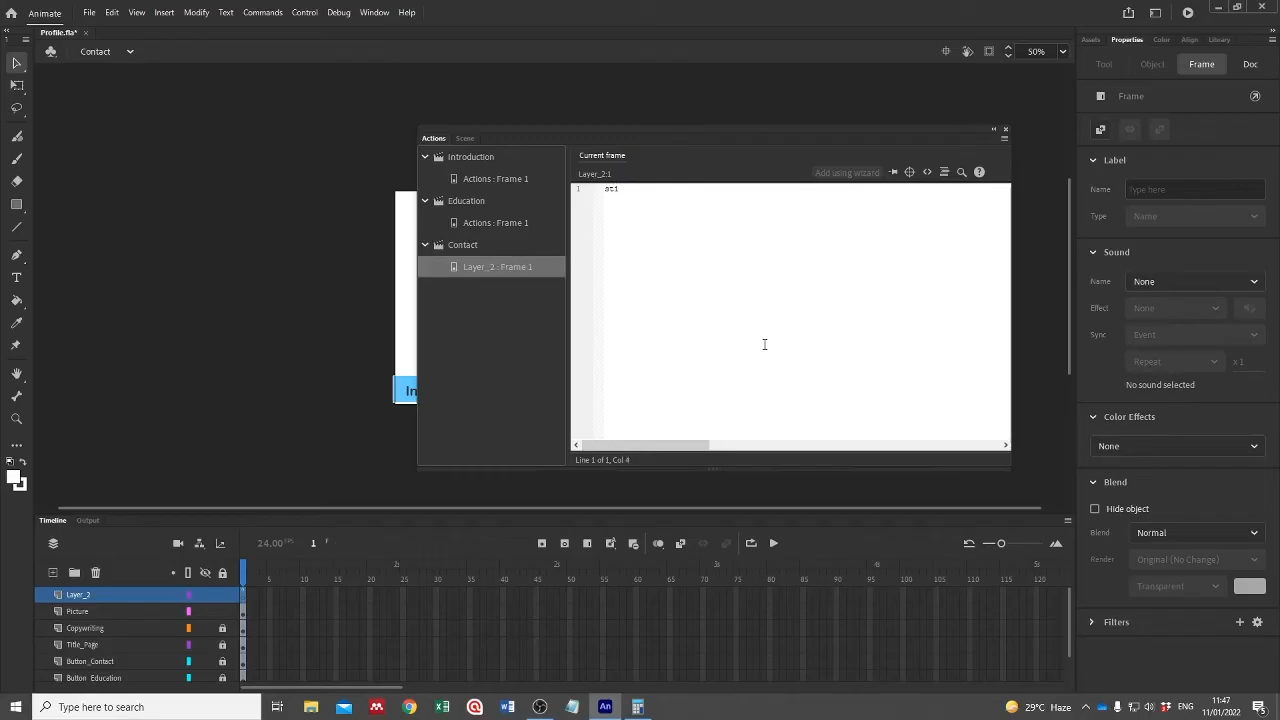 Animate File Edit View Insert Modify Text Commands Control Debug Window Help
Profile.fla*
Contact 50%
Assets Properties Color Align Library
Tool Object Frame Doc
Frame
Label
Name Type here
Type Name
Sound
Name None
Effect None
Sync Event
Repeat x 1
No sound selected
Color Effects
None
Blend
Hide object
Blend Normal
Render Original (No Change)
Transparent
Filters
Actions Scene
Introduction
Actions : Frame 1
Education
Actions : Frame 1
Contact
Layer_2 : Frame 1
Current frame
Layer_2:1 Add using wizard
1 sti
Line 1 of 1, Col 4
In
Timeline Output
24.00 FPS 1 F
1s 2s 3s 4s 5s
5 10 15 20 25 30 35 40 45 50 55 60 65 70 75 80 85 90 95 100 105 110 115 120
Layer_2
Picture
Copywriting
Title_Page
Button_Contact
Button_Education
Type here to search
29°C Haze
11:47
11/01/2022